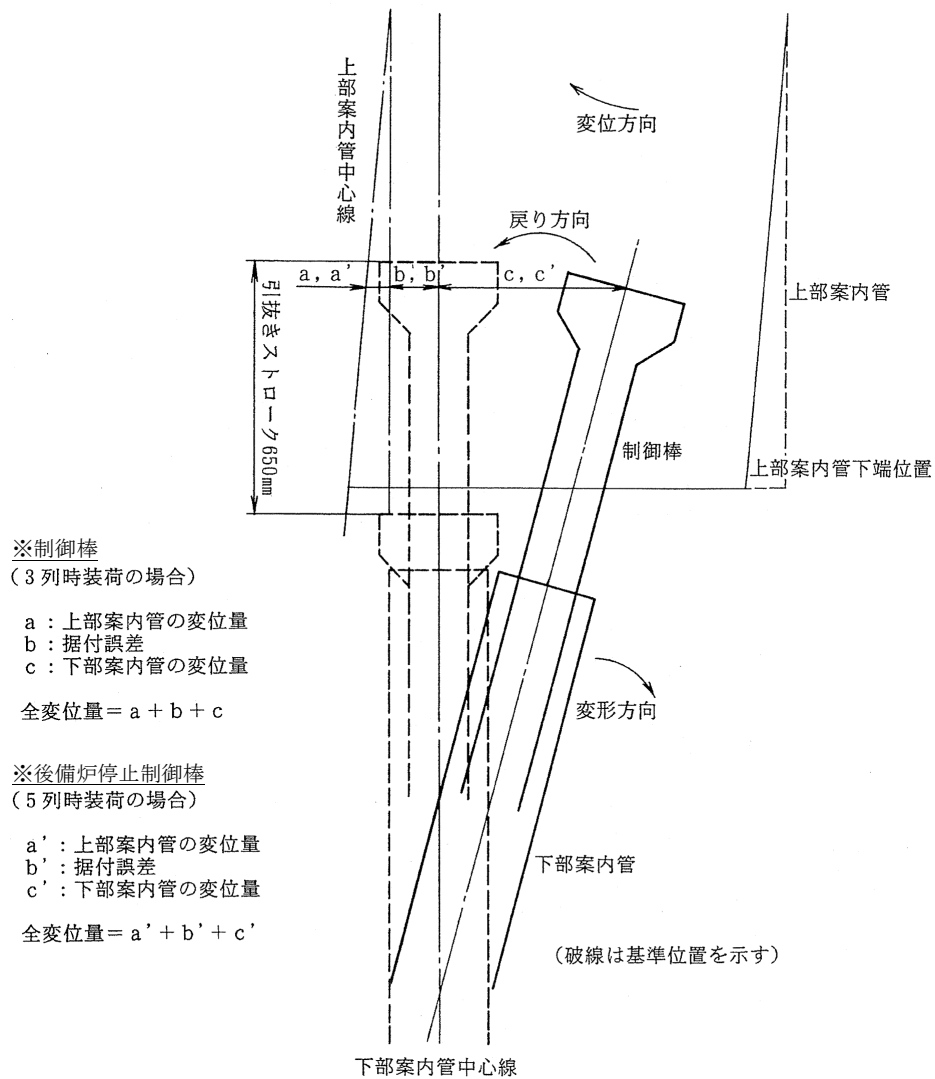 上部案内管中心線
変位方向
戻り方向
a, a' b, b' c, c'
上部案内管
引抜きストローク650mm
制御棒
上部案内管下端位置
※制御棒
(3列時装荷の場合)
a:上部案内管の変位量
b:据付誤差
c:下部案内管の変位量
全変位量=a+b+c
変形方向
※後備炉停止制御棒
(5列時装荷の場合)
a':上部案内管の変位量
b':据付誤差
c':下部案内管の変位量
全変位量=a'+b'+c'
下部案内管
(破線は基準位置を示す)
下部案内管中心線